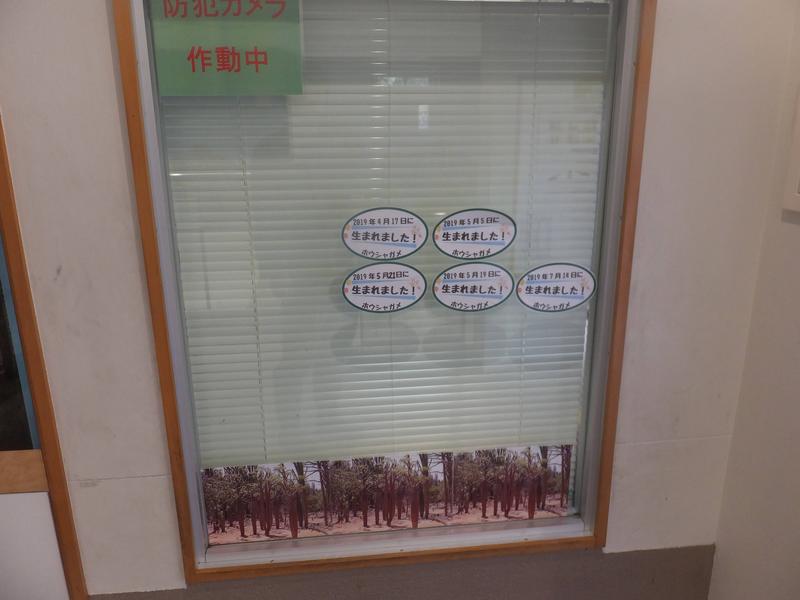 防犯カメラ
作動中
2019年4月17日に
生まれました!
ホウシャガメ
2019年5月5日に
生まれました!
ホウシャガメ
2019年5月21日に
生まれました!
ホウシャガメ
2019年5月19日に
生まれました!
ホウシャガメ
2019年7月14日に
生まれました!
ホウシャガメ